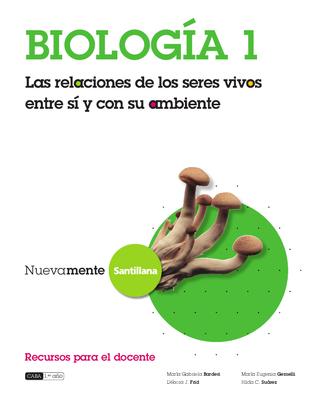 BIOLOGÍA 1
Las relaciones de los seres vivos
entre sí y con su ambiente
Nuevamente Santillana
Recursos para el docente
CABA 1.er año
María Gabriela Barderi
María Eugenia Gemelli
Débora J. Frid
Hilda C. Suárez